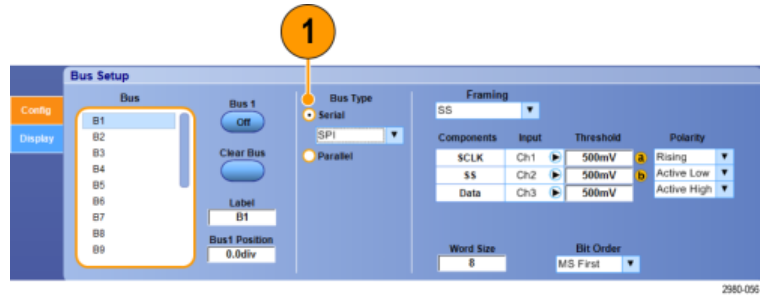 1
Bus Setup
Config
Display
Bus
B1
B2
B3
B4
B5
B6
B7
B8
B9
Bus 1
Off
Clear Bus
Label
B1
Bus1 Position
0.0div
Bus Type
Serial
SPI
Parallel
Framing
SS
Components Input Threshold Polarity
SCLK Ch1 500mV a Rising
SS Ch2 500mV b Active Low
Data Ch3 500mV Active High
Word Size Bit Order
8 MS First
2980-056